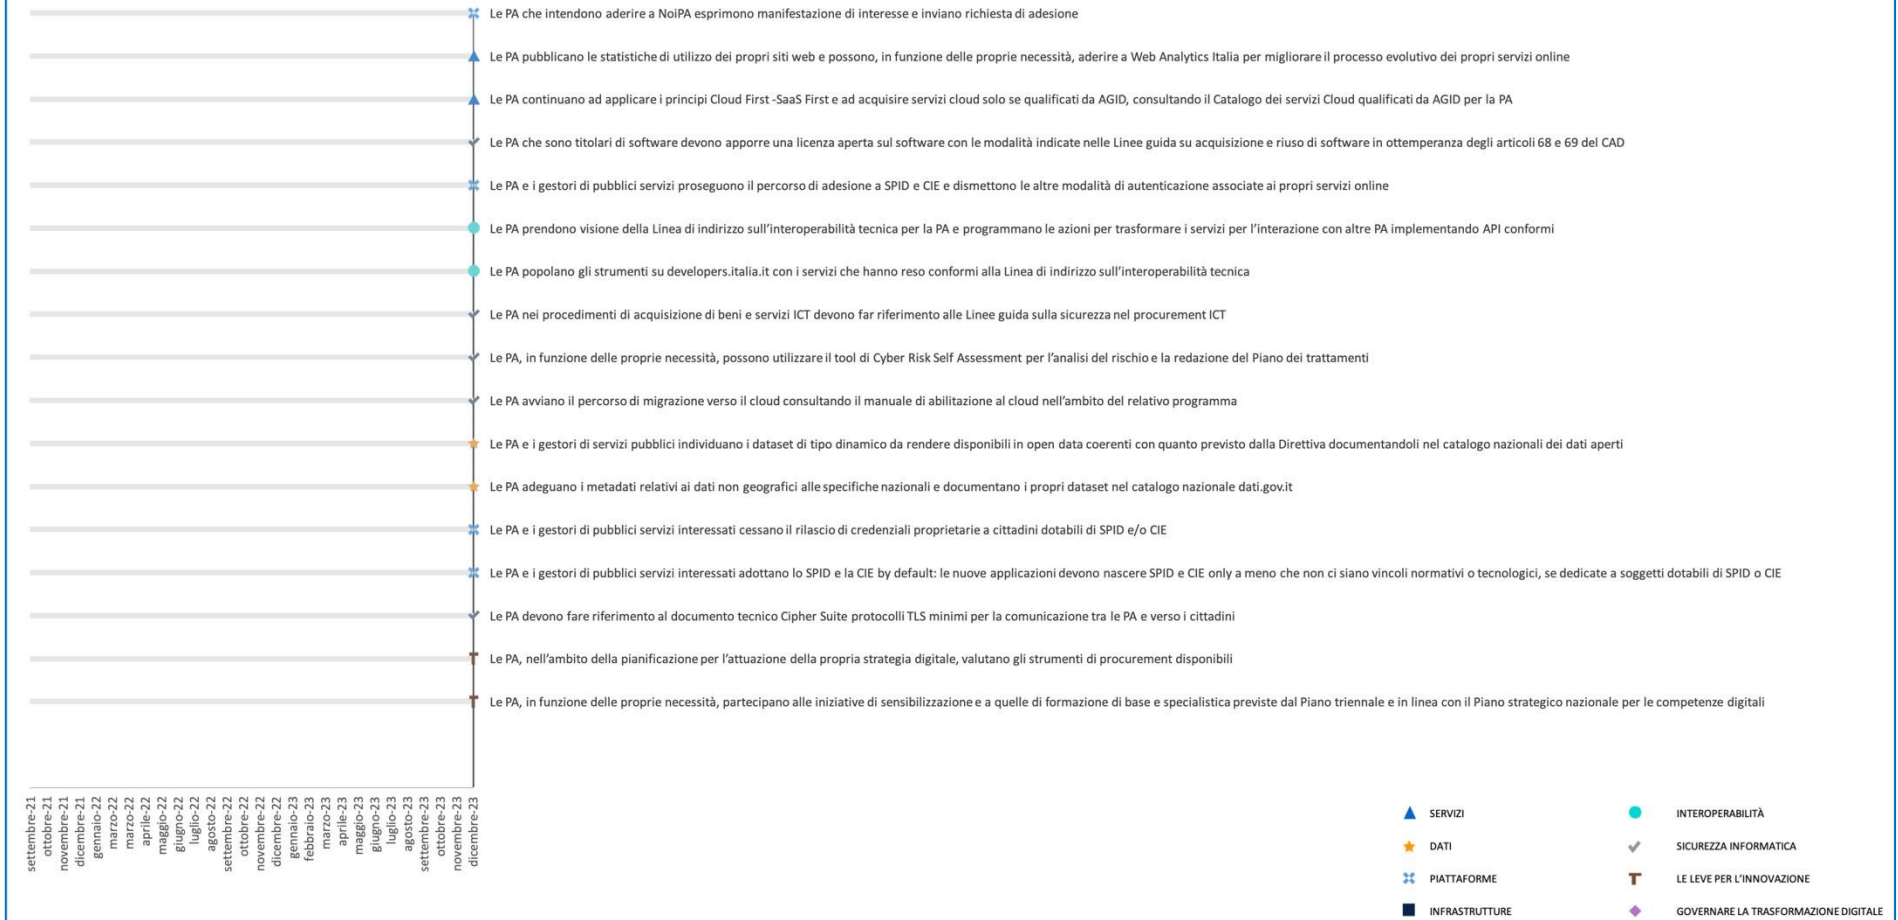 Le PA che intendono aderire a NoiPA esprimono manifestazione di interesse e inviano richiesta di adesione
Le PA pubblicano le statistiche di utilizzo dei propri siti web e possono, in funzione delle proprie necessità, aderire a Web Analytics Italia per migliorare il processo evolutivo dei propri servizi online
Le PA continuano ad applicare i principi Cloud First -SaaS First e ad acquisire servizi cloud solo se qualificati da AGID, consultando il Catalogo dei servizi Cloud qualificati da AGID per la PA
Le PA che sono titolari di software devono apporre una licenza aperta sul software con le modalità indicate nelle Linee guida su acquisizione e riuso di software in ottemperanza degli articoli 68 e 69 del CAD
Le PA e i gestori di pubblici servizi proseguono il percorso di adesione a SPID e CIE e dismettono le altre modalità di autenticazione associate ai propri servizi online
Le PA prendono visione della Linea di indirizzo sull'interoperabilità tecnica per la PA e programmano le azioni per trasformare i servizi per l'interazione con altre PA implementando API conformi
Le PA popolano gli strumenti su developers.italia.it con i servizi che hanno reso conformi alla Linea di indirizzo sull'interoperabilità tecnica
Le PA nei procedimenti di acquisizione di beni e servizi ICT devono far riferimento alle Linee guida sulla sicurezza nel procurement ICT
Le PA, in funzione delle proprie necessità, possono utilizzare il tool di Cyber Risk Self Assessment per l'analisi del rischio e la redazione del Piano dei trattamenti
Le PA avviano il percorso di migrazione verso il cloud consultando il manuale di abilitazione al cloud nell'ambito del relativo programma
Le PA e i gestori di servizi pubblici individuano i dataset di tipo dinamico da rendere disponibili in open data coerenti con quanto previsto dalla Direttiva documentandoli nel catalogo nazionali dei dati aperti
Le PA adeguano i metadati relativi ai dati non geografici alle specifiche nazionali e documentano i propri dataset nel catalogo nazionale dati.gov.it
Le PA e i gestori di pubblici servizi interessati cessano il rilascio di credenziali proprietarie a cittadini dotabili di SPID e/o CIE
Le PA e i gestori di pubblici servizi interessati adottano lo SPID e la CIE by default: le nuove applicazioni devono nascere SPID e CIE only a meno che non ci siano vincoli normativi o tecnologici, se dedicate a soggetti dotabili di SPID o CIE
Le PA devono fare riferimento al documento tecnico Cipher Suite protocolli TLS minimi per la comunicazione tra le PA e verso i cittadini
Le PA, nell'ambito della pianificazione per l'attuazione della propria strategia digitale, valutano gli strumenti di procurement disponibili
Le PA, in funzione delle proprie necessità, partecipano alle iniziative di sensibilizzazione e a quelle di formazione di base e specialistica previste dal Piano triennale e in linea con il Piano strategico nazionale per le competenze digitali
settembre-21
ottobre-21
novembre-21
dicembre-21
gennaio-22
marzo-22
marzo-22
aprile-22
maggio-22
giugno-22
luglio-22
agosto-22
settembre-22
ottobre-22
novembre-22
dicembre-22
gennaio-23
febbraio-23
marzo-23
aprile-23
maggio-23
giugno-23
luglio-23
agosto-23
settembre-23
ottobre-23
novembre-23
dicembre-23
SERVIZI
INTEROPERABILITÀ
DATI
SICUREZZA INFORMATICA
PIATTAFORME
LE LEVE PER L'INNOVAZIONE
INFRASTRUTTURE
GOVERNARE LA TRASFORMAZIONE DIGITALE